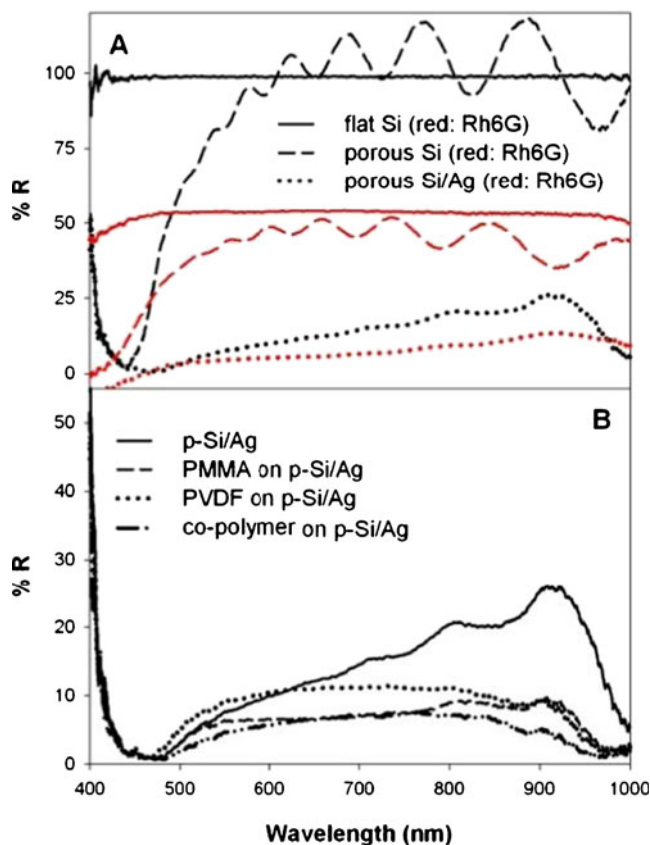 A
100
75
50
25
0
% R
flat Si (red: Rh6G)
porous Si (red: Rh6G)
porous Si/Ag (red: Rh6G)
B
50
40
30
20
10
0
% R
p-Si/Ag
PMMA on p-Si/Ag
PVDF on p-Si/Ag
co-polymer on p-Si/Ag
400 500 600 700 800 900 1000
Wavelength (nm)